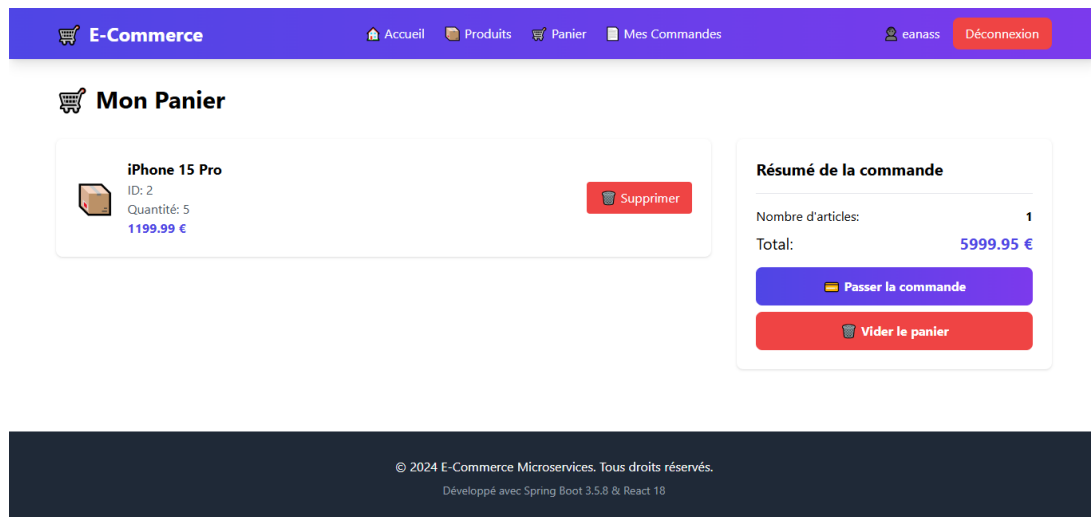 E-Commerce
Accueil Produits Panier Mes Commandes
eanass Déconnexion
Mon Panier
iPhone 15 Pro
ID: 2
Quantité: 5
1199.99 €
Supprimer
Résumé de la commande
Nombre d'articles: 1
Total: 5999.95 €
Passer la commande
Vider le panier
© 2024 E-Commerce Microservices. Tous droits réservés.
Développé avec Spring Boot 3.5.8 & React 18